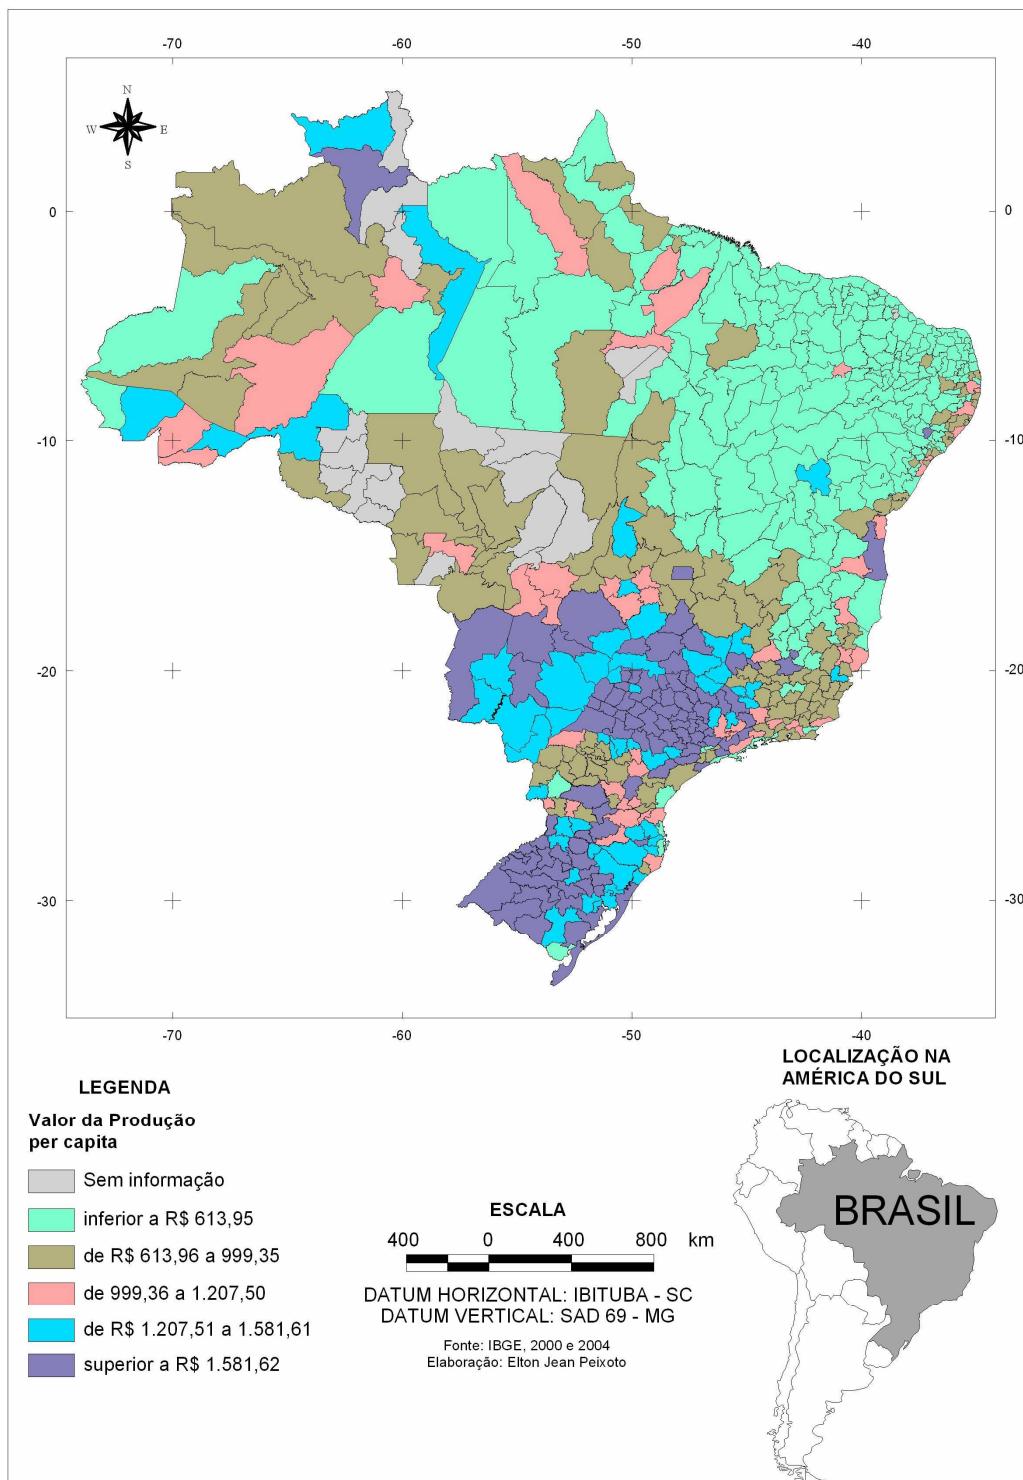 -70 -60 -50 -40
N
W E
S
0 0
-10 -10
-20 -20
-30 -30
-70 -60 -50 -40
LOCALIZAÇÃO NA
AMÉRICA DO SUL
LEGENDA
Valor da Produção
per capita
Sem informação
inferior a R$ 613,95
de R$ 613,96 a 999,35
de 999,36 a 1.207,50
de R$ 1.207,51 a 1.581,61
superior a R$ 1.581,62
ESCALA
400 0 400 800 km
DATUM HORIZONTAL: IBITUBA - SC
DATUM VERTICAL: SAD 69 - MG
Fonte: IBGE, 2000 e 2004
Elaboração: Elton Jean Peixoto
BRASIL